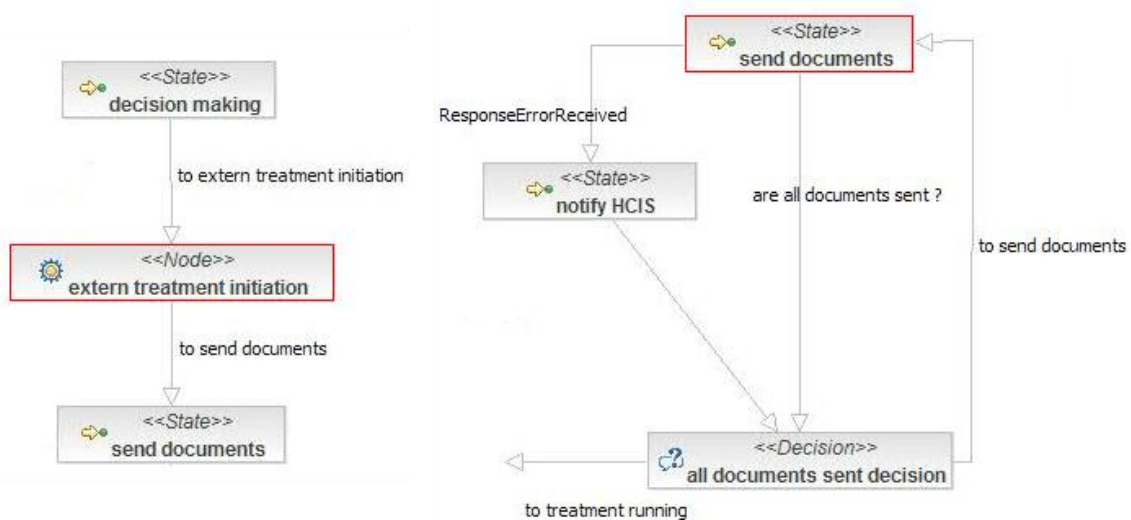 <<State>>
decision making
to extern treatment initiation
<<Node>>
extern treatment initiation
to send documents
<<State>>
send documents
<<State>>
send documents
ResponseErrorReceived
<<State>>
notify HCIS
are all documents sent ?
to send documents
<<Decision>>
all documents sent decision
to treatment running